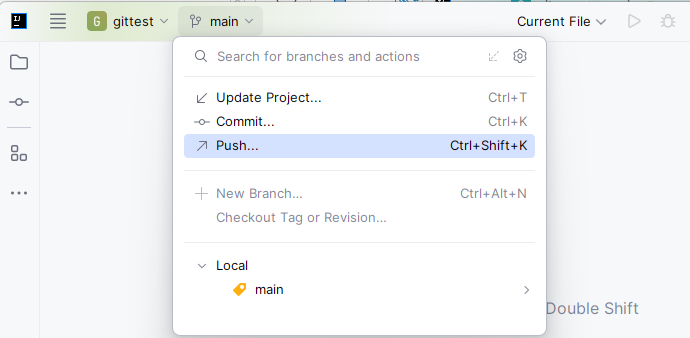 IJ
G gittest main Current File
Search for branches and actions
Update Project... Ctrl+T
Commit... Ctrl+K
Push... Ctrl+Shift+K
New Branch... Ctrl+Alt+N
Checkout Tag or Revision...
Local
main
Double Shift